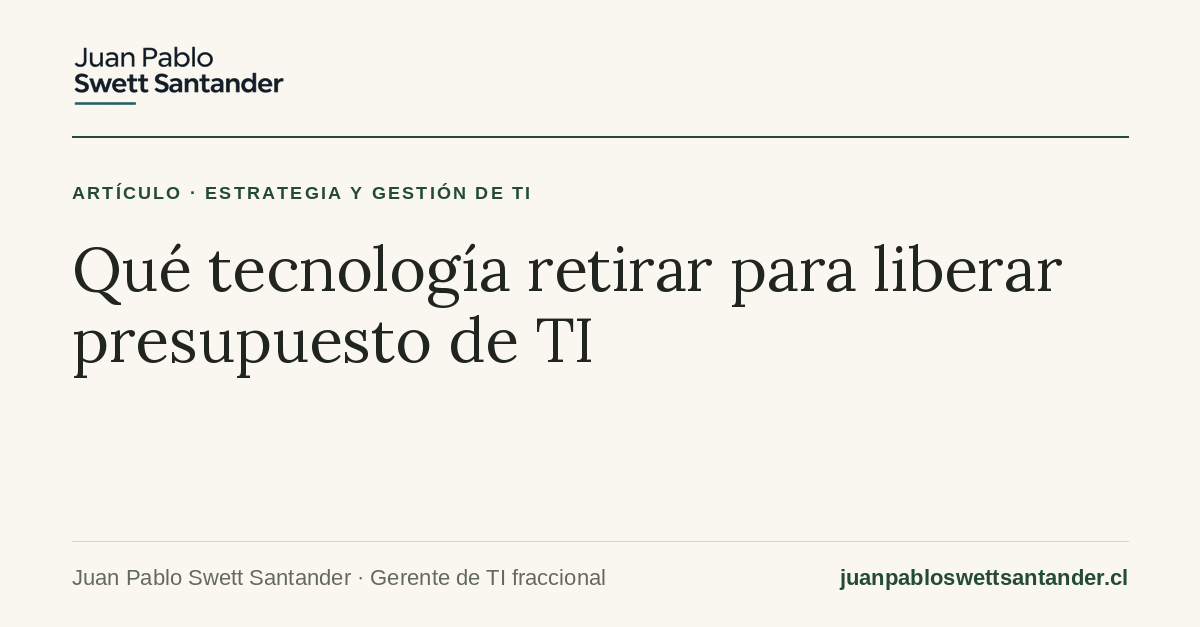 Juan Pablo
Swett Santander
ARTÍCULO · ESTRATEGIA Y GESTIÓN DE TI
Qué tecnología retirar para liberar
presupuesto de TI
Juan Pablo Swett Santander · Gerente de TI fraccional
juanpabloswettsantander.cl